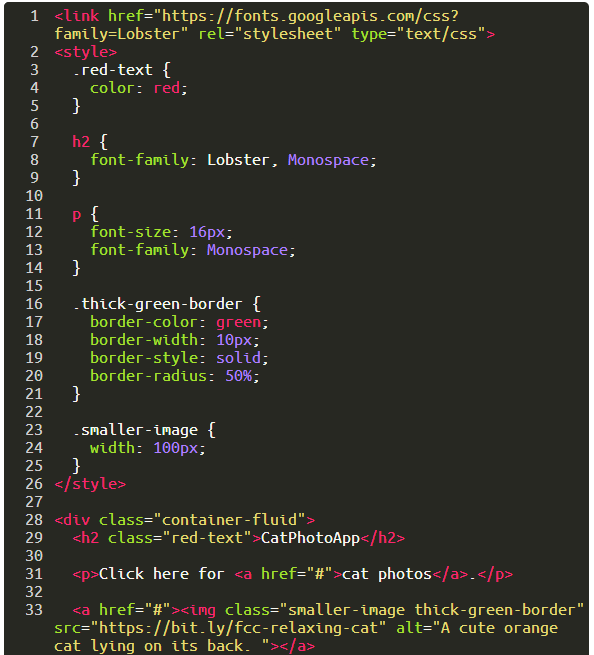 1 <link href="https://fonts.googleapis.com/css?
family=Lobster" rel="stylesheet" type="text/css">
2 <style>
3 .red-text {
4 color: red;
5 }
6
7 h2 {
8 font-family: Lobster, Monospace;
9 }
10
11 p {
12 font-size: 16px;
13 font-family: Monospace;
14 }
15
16 .thick-green-border {
17 border-color: green;
18 border-width: 10px;
19 border-style: solid;
20 border-radius: 50%;
21 }
22
23 .smaller-image {
24 width: 100px;
25 }
26 </style>
27
28 <div class="container-fluid">
29 <h2 class="red-text">CatPhotoApp</h2>
30
31 <p>Click here for <a href="#">cat photos</a>.</p>
32
33 <a href="#"><img class="smaller-image thick-green-border"
src="https://bit.ly/fcc-relaxing-cat" alt="A cute orange
cat lying on its back. "></a>